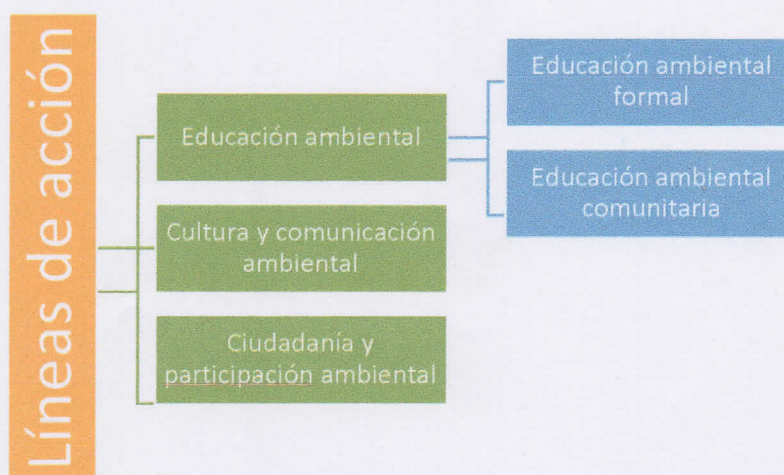 Líneas de acción
Educación ambiental
Cultura y comunicación
ambiental
Ciudadanía y
participación ambiental
Educación ambiental
formal
Educación ambiental
comunitaria